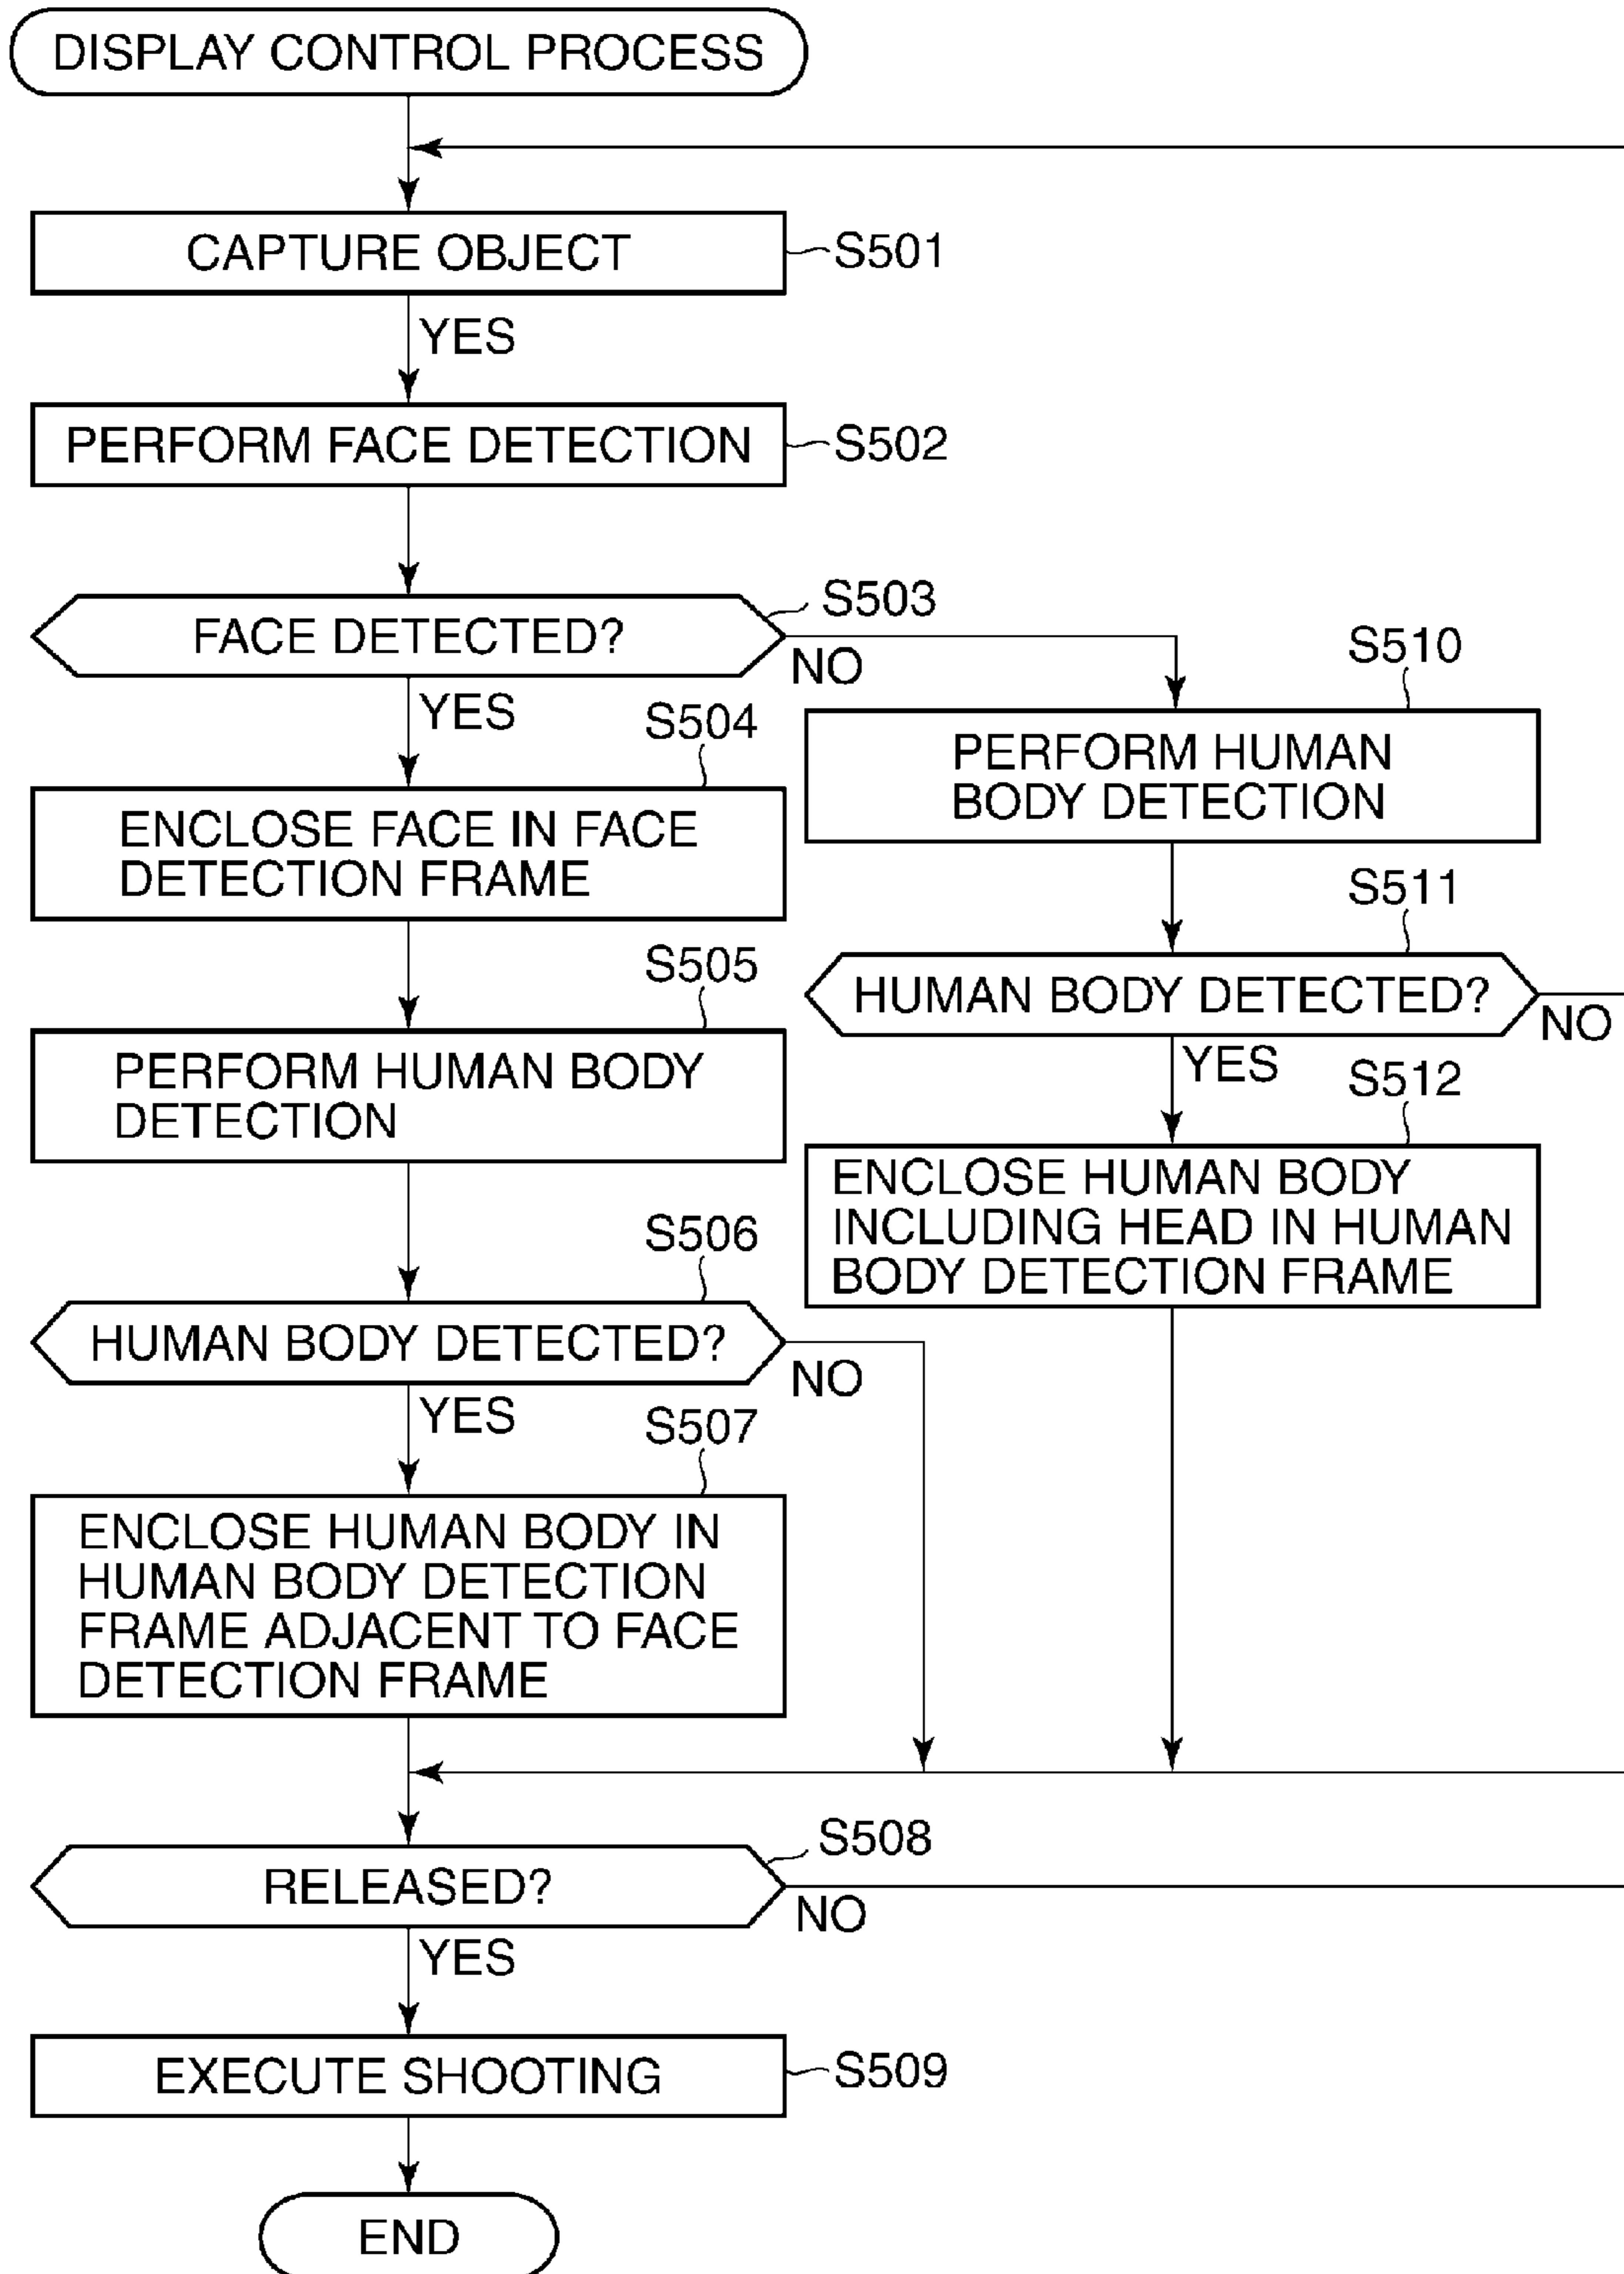 DISPLAY CONTROL PROCESS
CAPTURE OBJECT
S501
YES
PERFORM FACE DETECTION
S502
FACE DETECTED?
S503
NO
YES
S504
ENCLOSE FACE IN FACE
DETECTION FRAME
S505
PERFORM HUMAN BODY
DETECTION
S506
HUMAN BODY DETECTED?
NO
YES
S507
ENCLOSE HUMAN BODY IN
HUMAN BODY DETECTION
FRAME ADJACENT TO FACE
DETECTION FRAME
S510
PERFORM HUMAN
BODY DETECTION
S511
HUMAN BODY DETECTED?
NO
YES
S512
ENCLOSE HUMAN BODY
INCLUDING HEAD IN HUMAN
BODY DETECTION FRAME
S508
RELEASED?
NO
YES
EXECUTE SHOOTING
S509
END